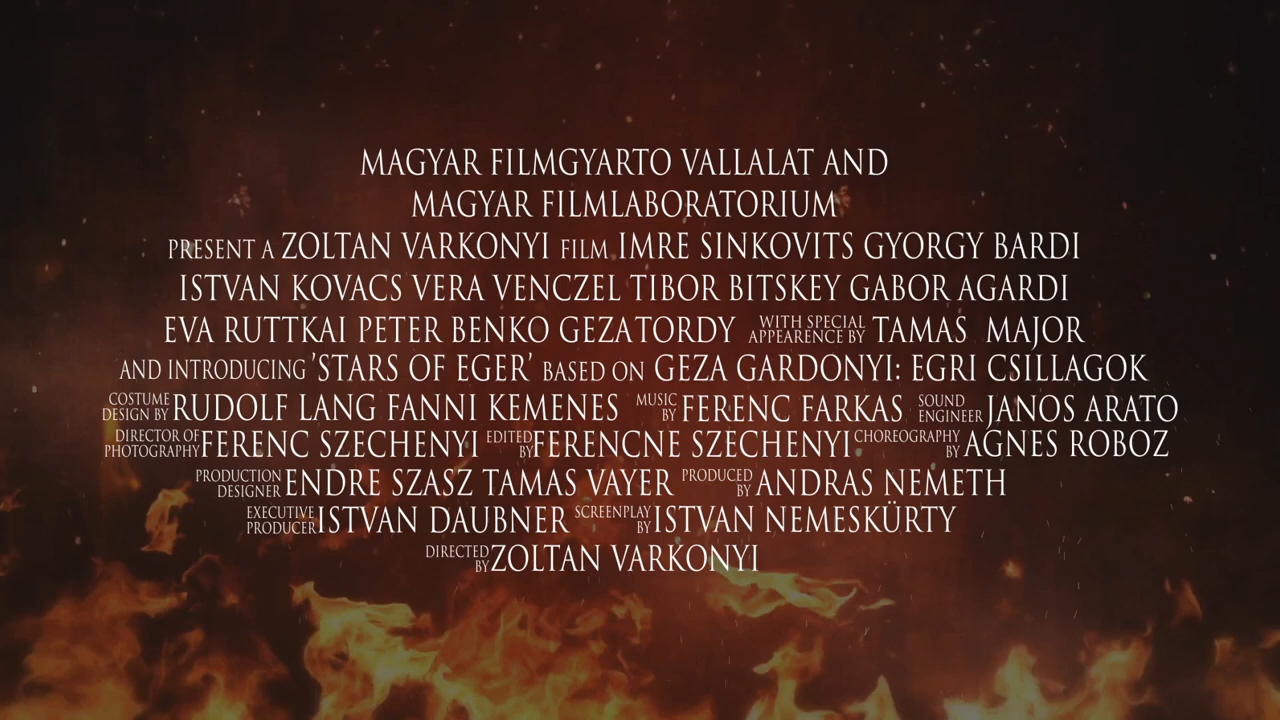 MAGYAR FILMGYARTO VALLALAT AND
MAGYAR FILMLABORATORIUM
PRESENT A ZOLTAN VARKONYI FILM IMRE SINKOVITS GYORGY BARDI
ISTVAN KOVACS VERA VENCZEL TIBOR BITSKEY GABOR AGARDI
EVA RUTTKAI PETER BENKO GEZA TORDY WITH SPECIAL APPEARENCE BY TAMAS MAJOR
AND INTRODUCING 'STARS OF EGER' BASED ON GEZA GARDONYI: EGRI CSILLAGOK
COSTUME DESIGN BY RUDOLF LANG FANNI KEMENES MUSIC BY FERENC FARKAS SOUND ENGINEER JANOS ARATO
DIRECTOR OF PHOTOGRAPHY FERENC SZECHENYI EDITED BY FERENCNE SZECHENYI CHOREOGRAPHY BY AGNES ROBOZ
PRODUCTION DESIGNER ENDRE SZASZ TAMAS VAYER PRODUCED BY ANDRAS NEMETH
EXECUTIVE PRODUCER ISTVAN DAUBNER SCREENPLAY BY ISTVAN NEMESKÜRTY
DIRECTED BY ZOLTAN VARKONYI